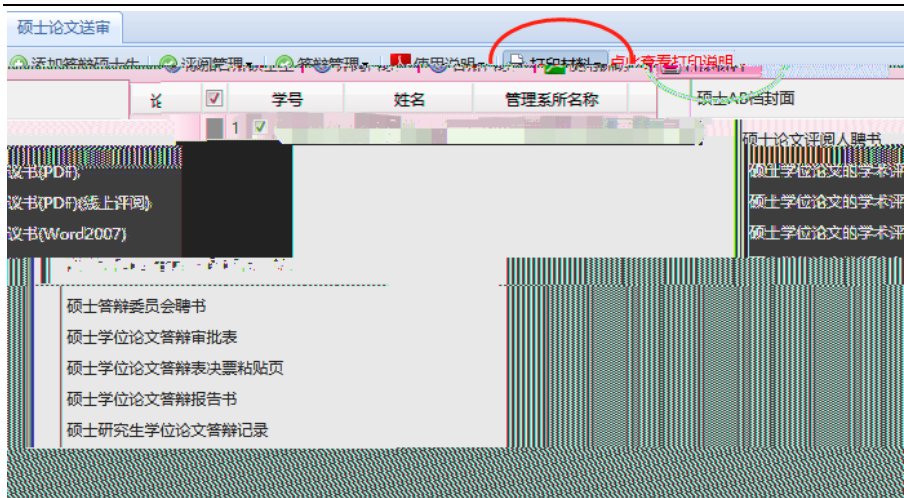 硕士论文送审
添加答辩硕士生 评阅管理 答辩管理 使用说明 打印材料 点此查看打印说明
学号 姓名 管理系所名称 硕士AB档封面
1
硕士论文评阅人聘书
议书(PDF) 硕士学位论文的学术评
议书(PDF)(线上评阅) 硕士学位论文的学术评
议书(Word2007) 硕士学位论文的学术评
硕士答辩委员会聘书
硕士学位论文答辩审批表
硕士学位论文答辩表决票粘贴页
硕士学位论文答辩报告书
硕士研究生学位论文答辩记录